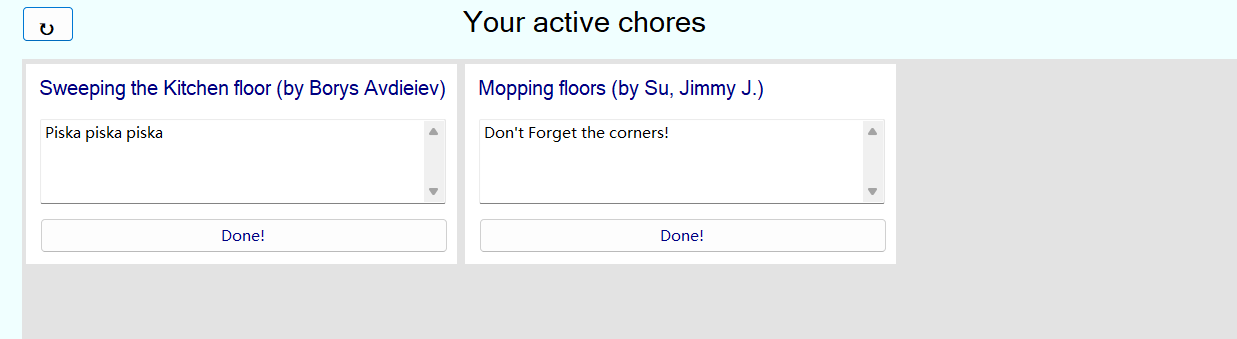 ↻
Your active chores
Sweeping the Kitchen floor (by Borys Avdieiev)
Piska piska piska
Done!
Mopping floors (by Su, Jimmy J.)
Don't Forget the corners!
Done!